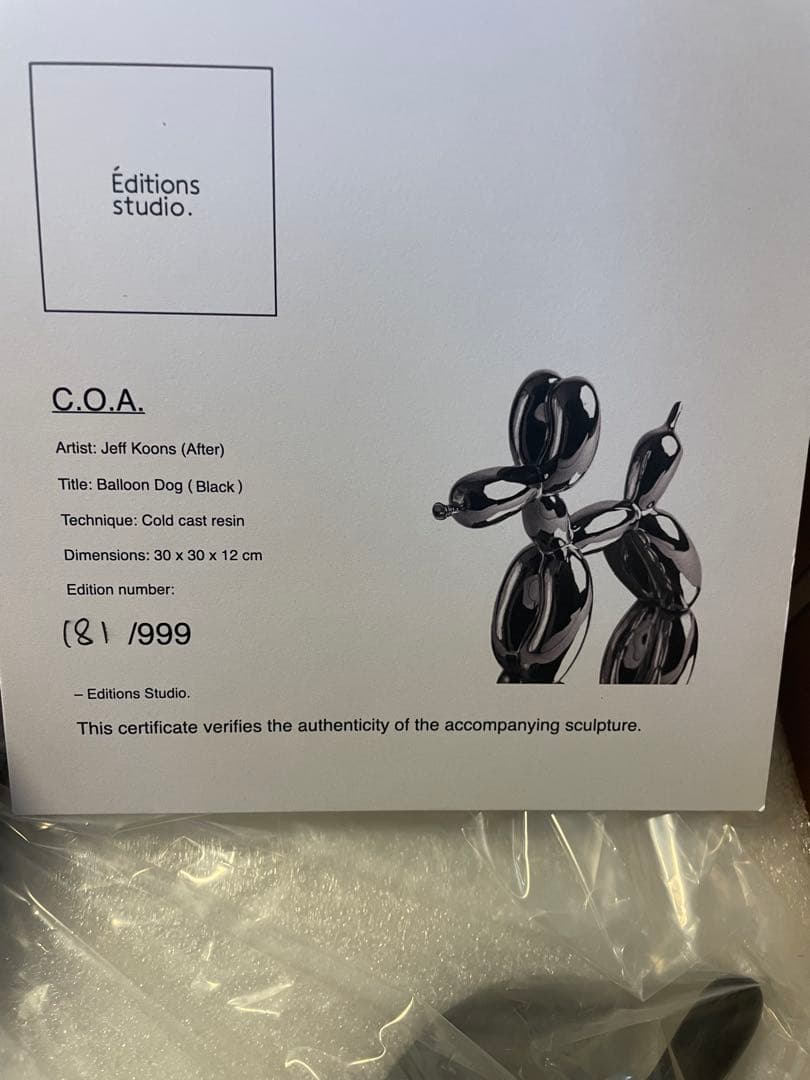 Éditions
studio.
C.O.A.
Artist: Jeff Koons (After)
Title: Balloon Dog ( Black )
Technique: Cold cast resin
Dimensions: 30 x 30 x 12 cm
Edition number:
181 /999
– Editions Studio.
This certificate verifies the authenticity of the accompanying sculpture.